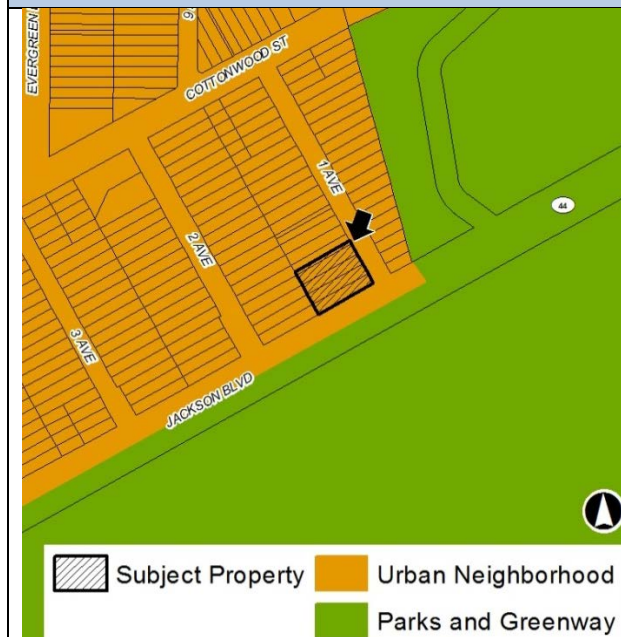 EVERGREEN
COTTONWOOD ST
1 AVE
44
2 AVE
3 AVE
JACKSON BLVD
Subject Property
Urban Neighborhood
Parks and Greenway